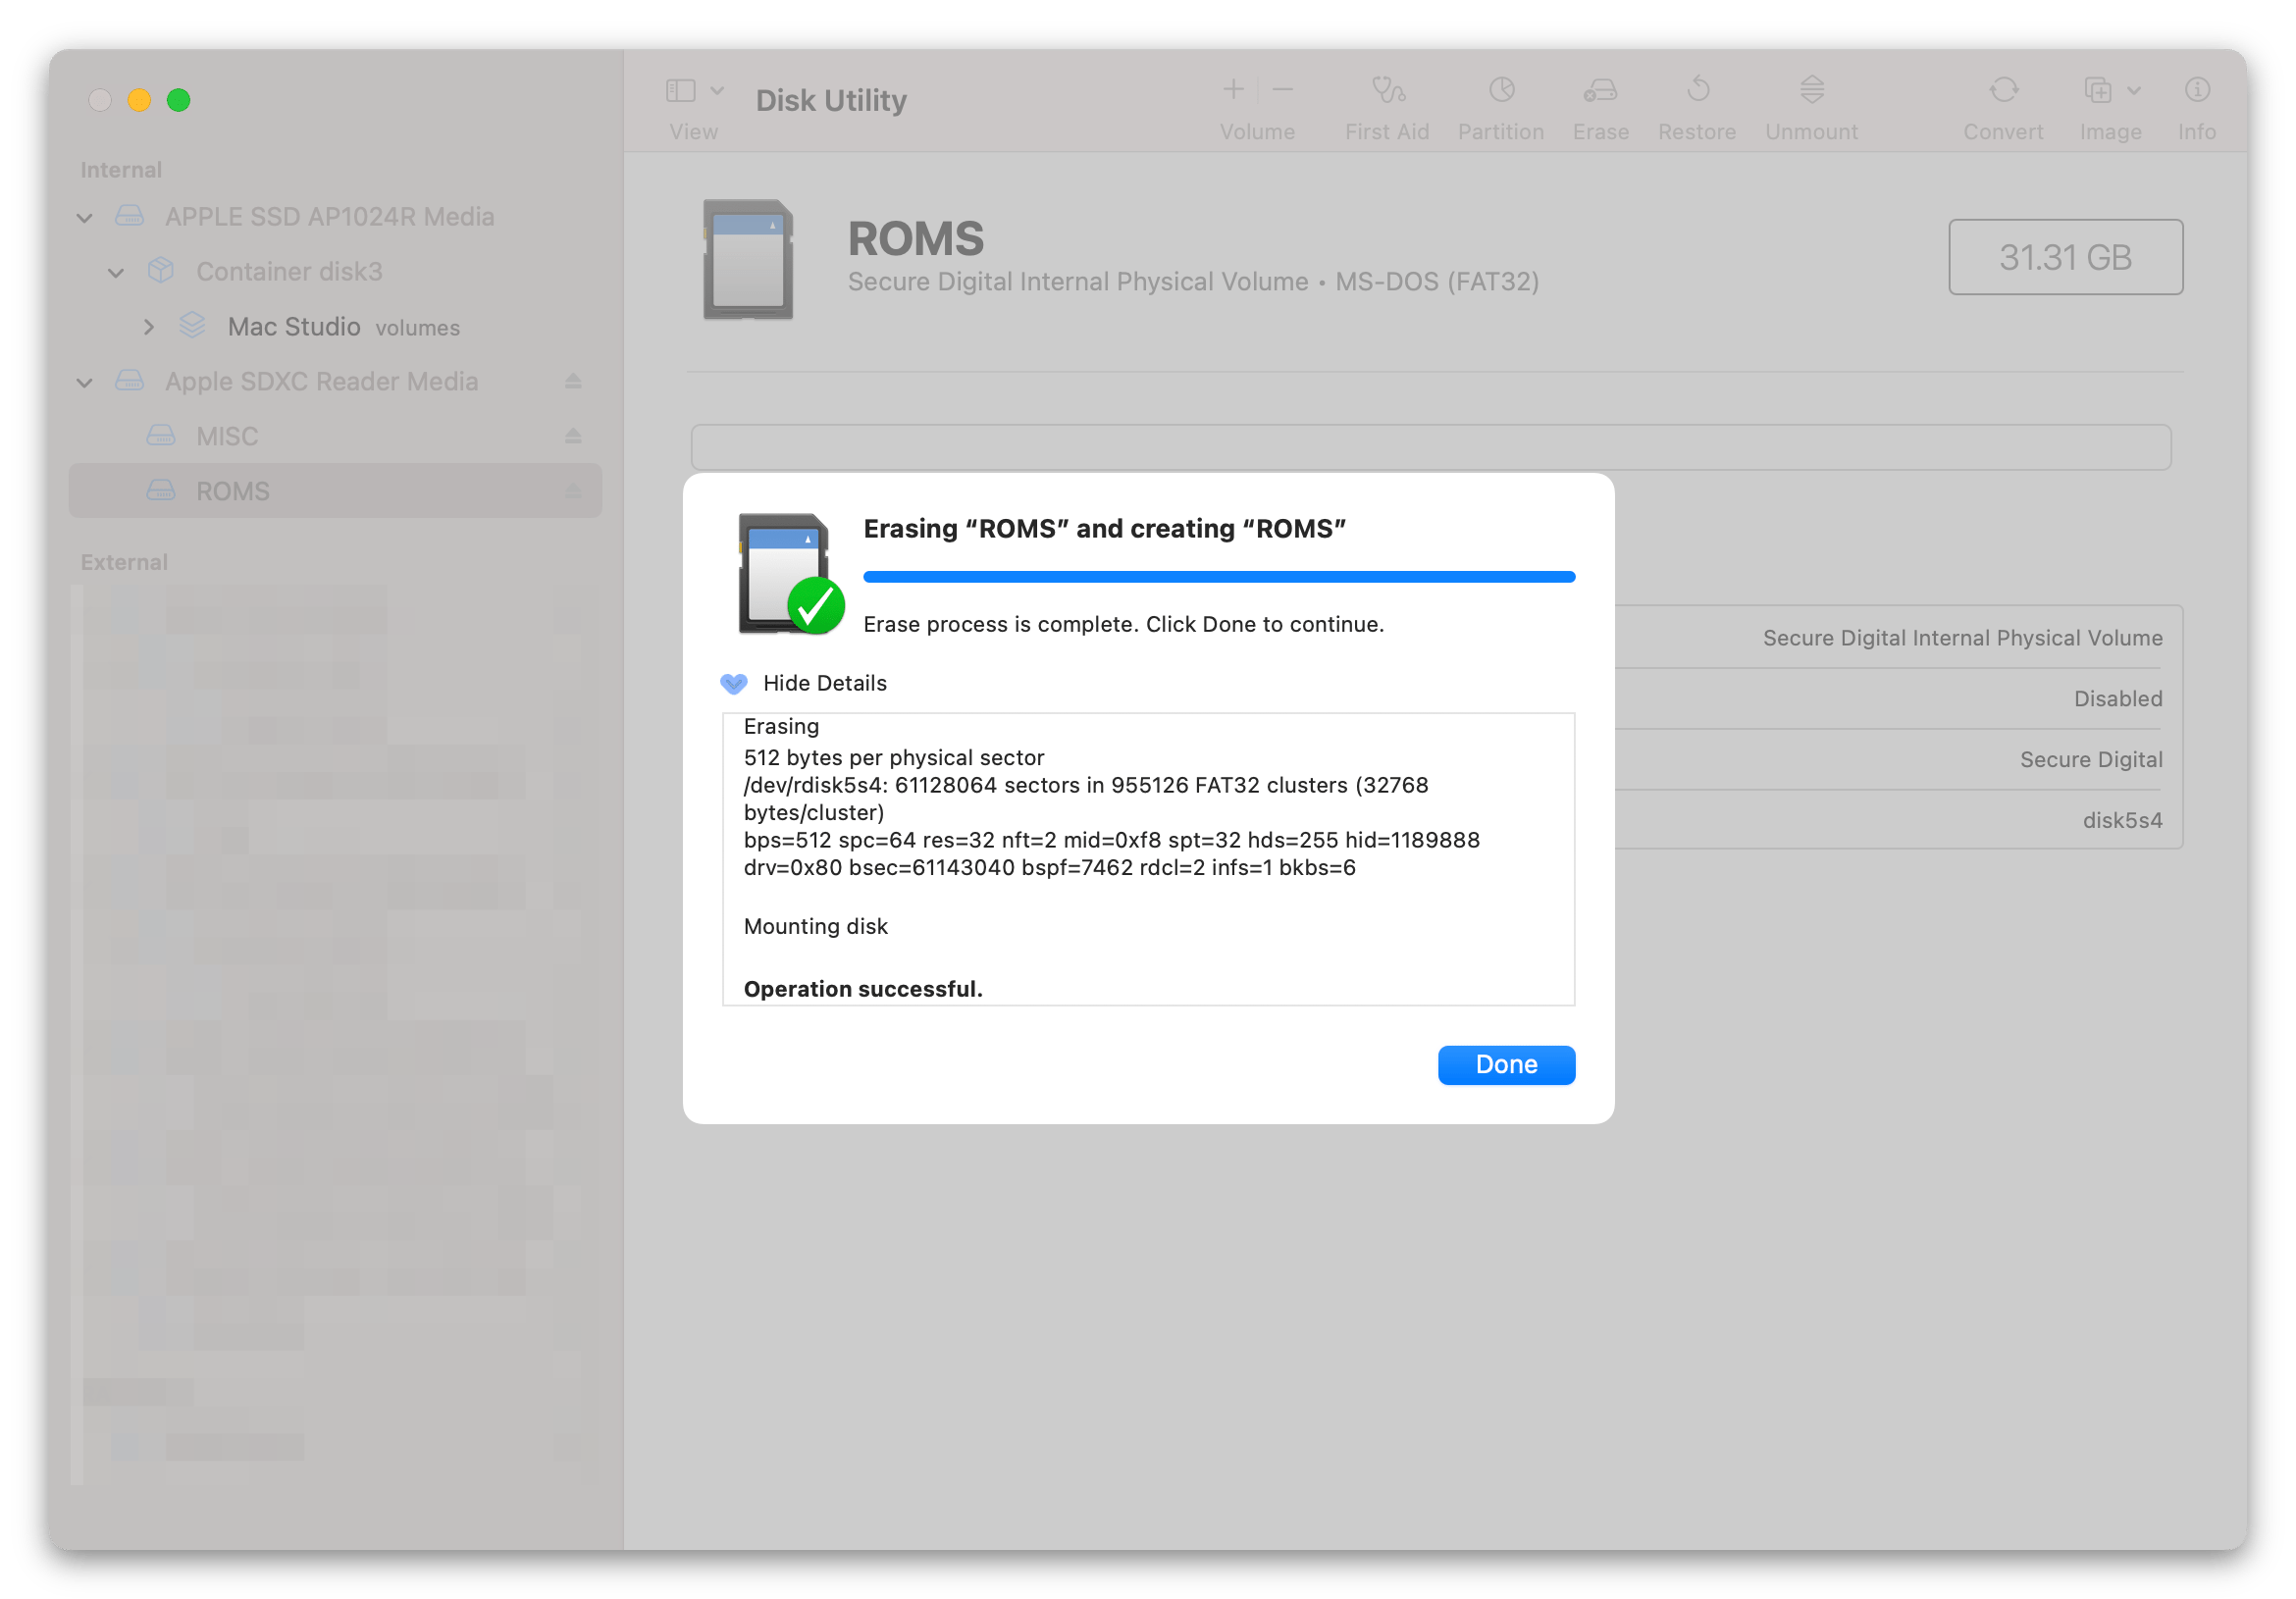 Disk Utility
View
Volume
First Aid
Partition
Erase
Restore
Unmount
Convert
Image
Info
Internal
APPLE SSD AP1024R Media
Container disk3
Mac Studio volumes
Apple SDXC Reader Media
MISC
ROMS
External
ROMS
Secure Digital Internal Physical Volume • MS-DOS (FAT32)
31.31 GB
Erasing “ROMS” and creating “ROMS”
Erase process is complete. Click Done to continue.
Hide Details
Erasing
512 bytes per physical sector
/dev/rdisk5s4: 61128064 sectors in 955126 FAT32 clusters (32768
bytes/cluster)
bps=512 spc=64 res=32 nft=2 mid=0xf8 spt=32 hds=255 hid=1189888
drv=0x80 bsec=61143040 bspf=7462 rdcl=2 infs=1 bkbs=6
Mounting disk
Operation successful.
Done
Secure Digital Internal Physical Volume
Disabled
Secure Digital
disk5s4